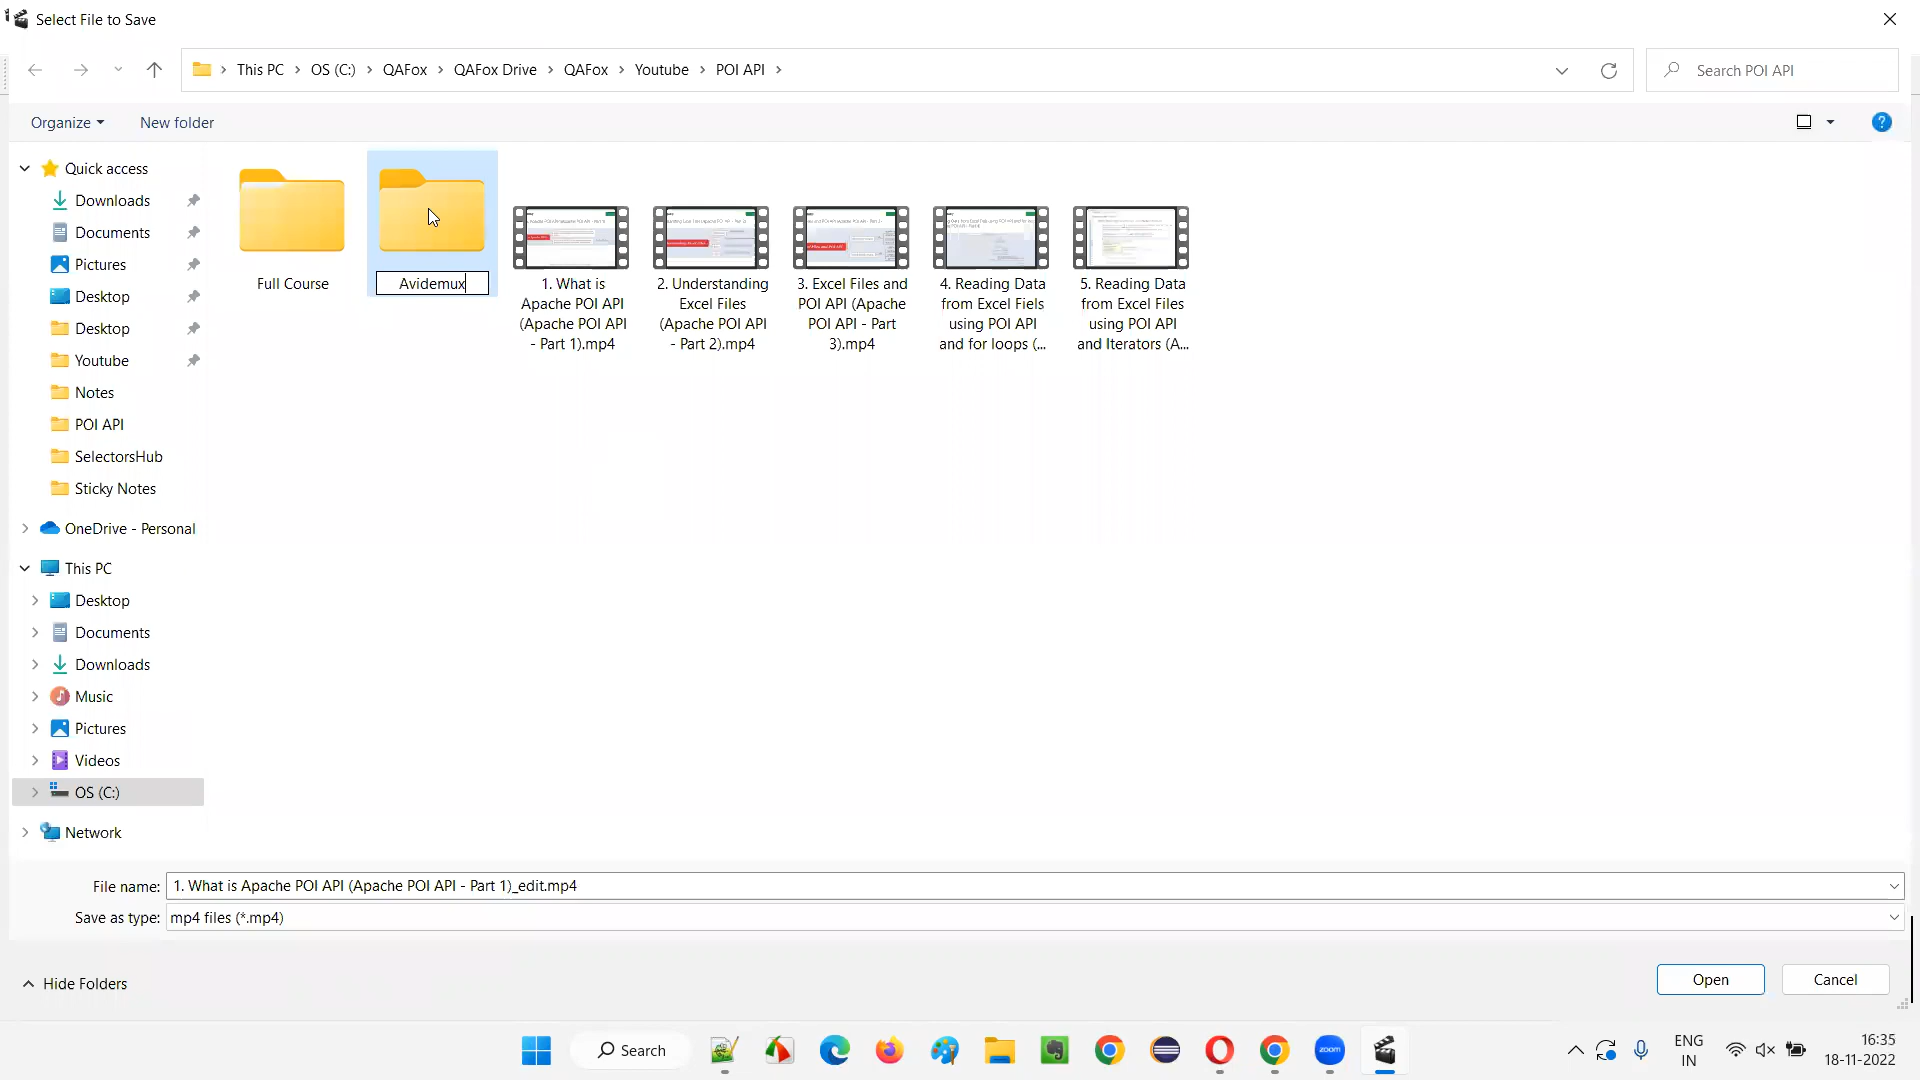 Select File to Save
This PC
OS (C:)
QAFox
QAFox Drive
QAFox
Youtube
POI API
Search POI API
Organize
New folder
?
Quick access
Downloads
Documents
Pictures
Desktop
Desktop
Youtube
Notes
POI API
SelectorsHub
Sticky Notes
OneDrive - Personal
This PC
Desktop
Documents
Downloads
Music
Pictures
Videos
OS (C:)
Network
Full Course
Avidemux
1. What is
Apache POI API
(Apache POI API
- Part 1).mp4
2. Understanding
Excel Files
(Apache POI API
- Part 2).mp4
3. Excel Files and
POI API (Apache
POI API - Part
3).mp4
4. Reading Data
from Excel Fiels
using POI API
and for loops (...
5. Reading Data
from Excel Files
using POI API
and Iterators (A...
File name: 1. What is Apache POI API (Apache POI API - Part 1)_edit.mp4
Save as type: mp4 files (*.mp4)
Hide Folders
Open
Cancel
Search
zoom
ENG
IN
16:35
18-11-2022